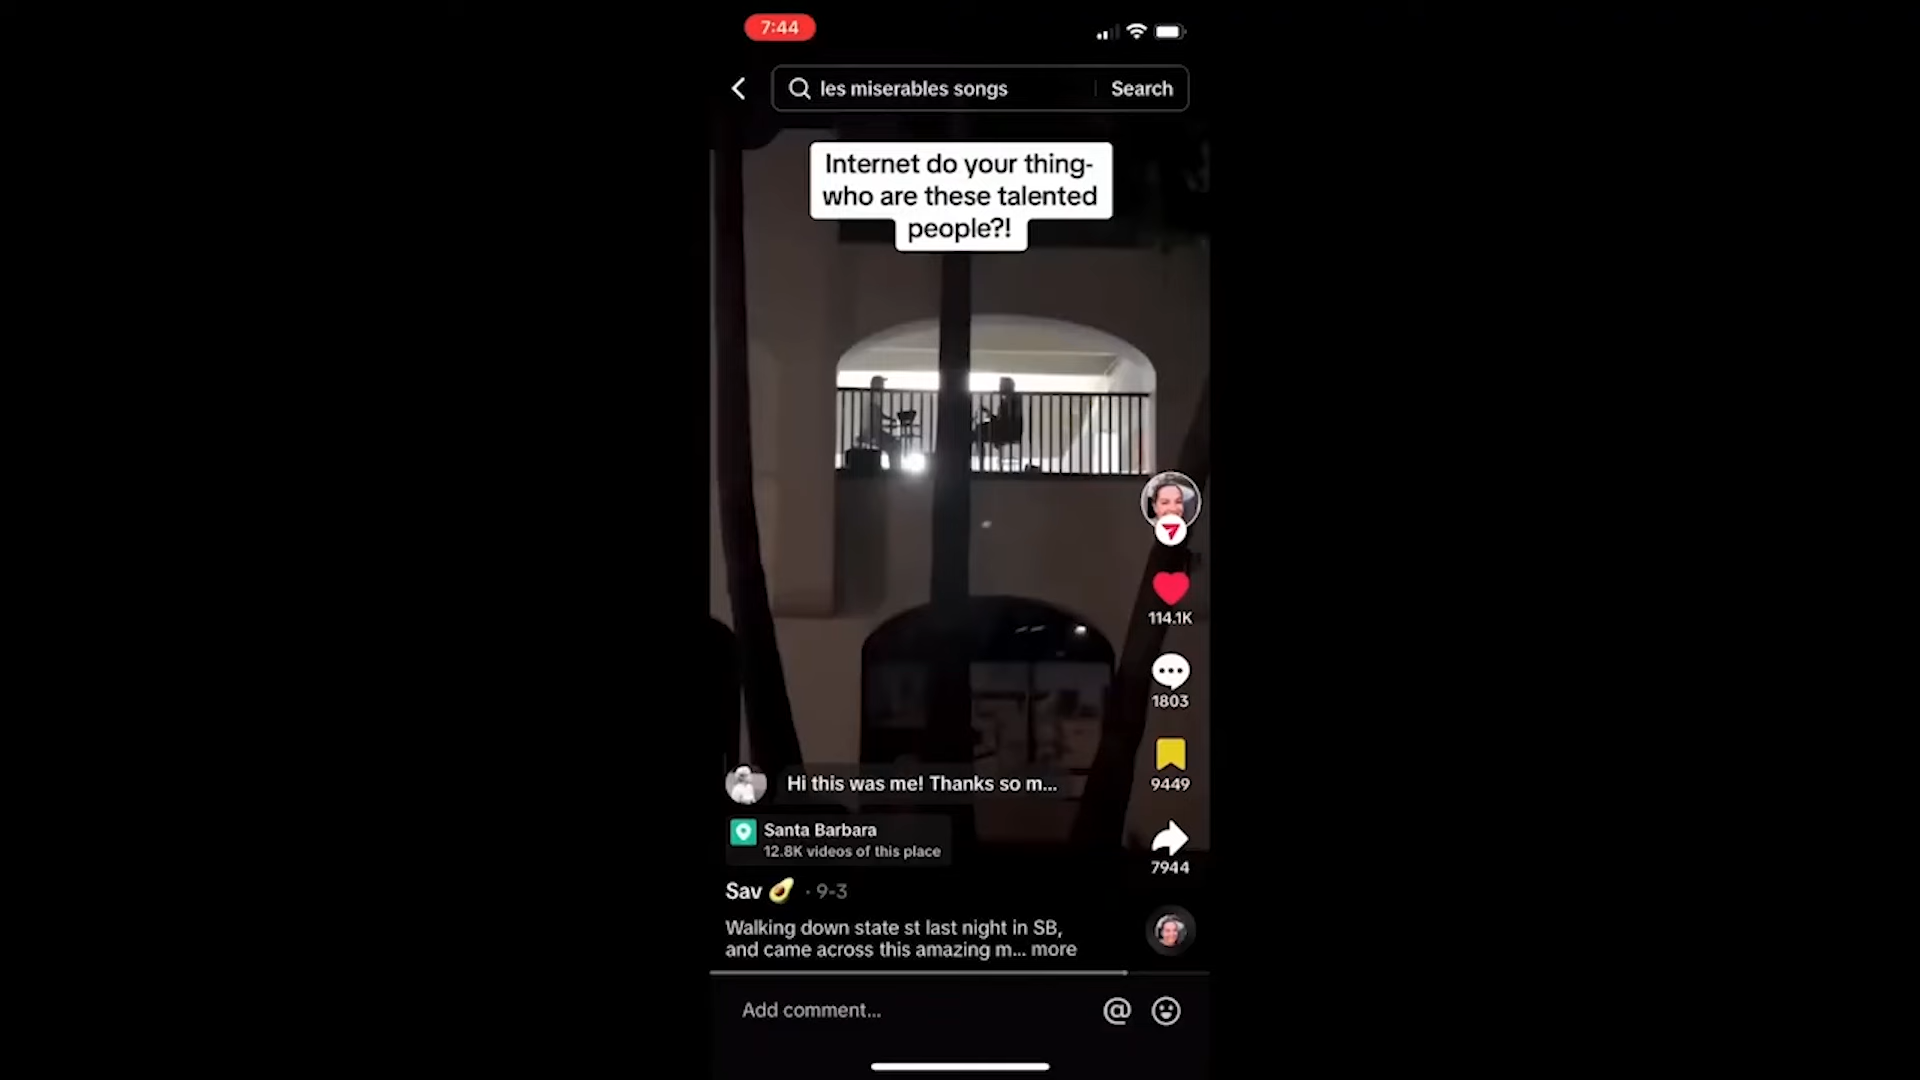 7:44
les miserables songs
Search
Internet do your thing-
who are these talented
people?!
114.1K
1803
9449
7944
Hi this was me! Thanks so m...
Santa Barbara
12.8K videos of this place
Sav 🥑 · 9-3
Walking down state st last night in SB,
and came across this amazing m... more
Add comment...
@